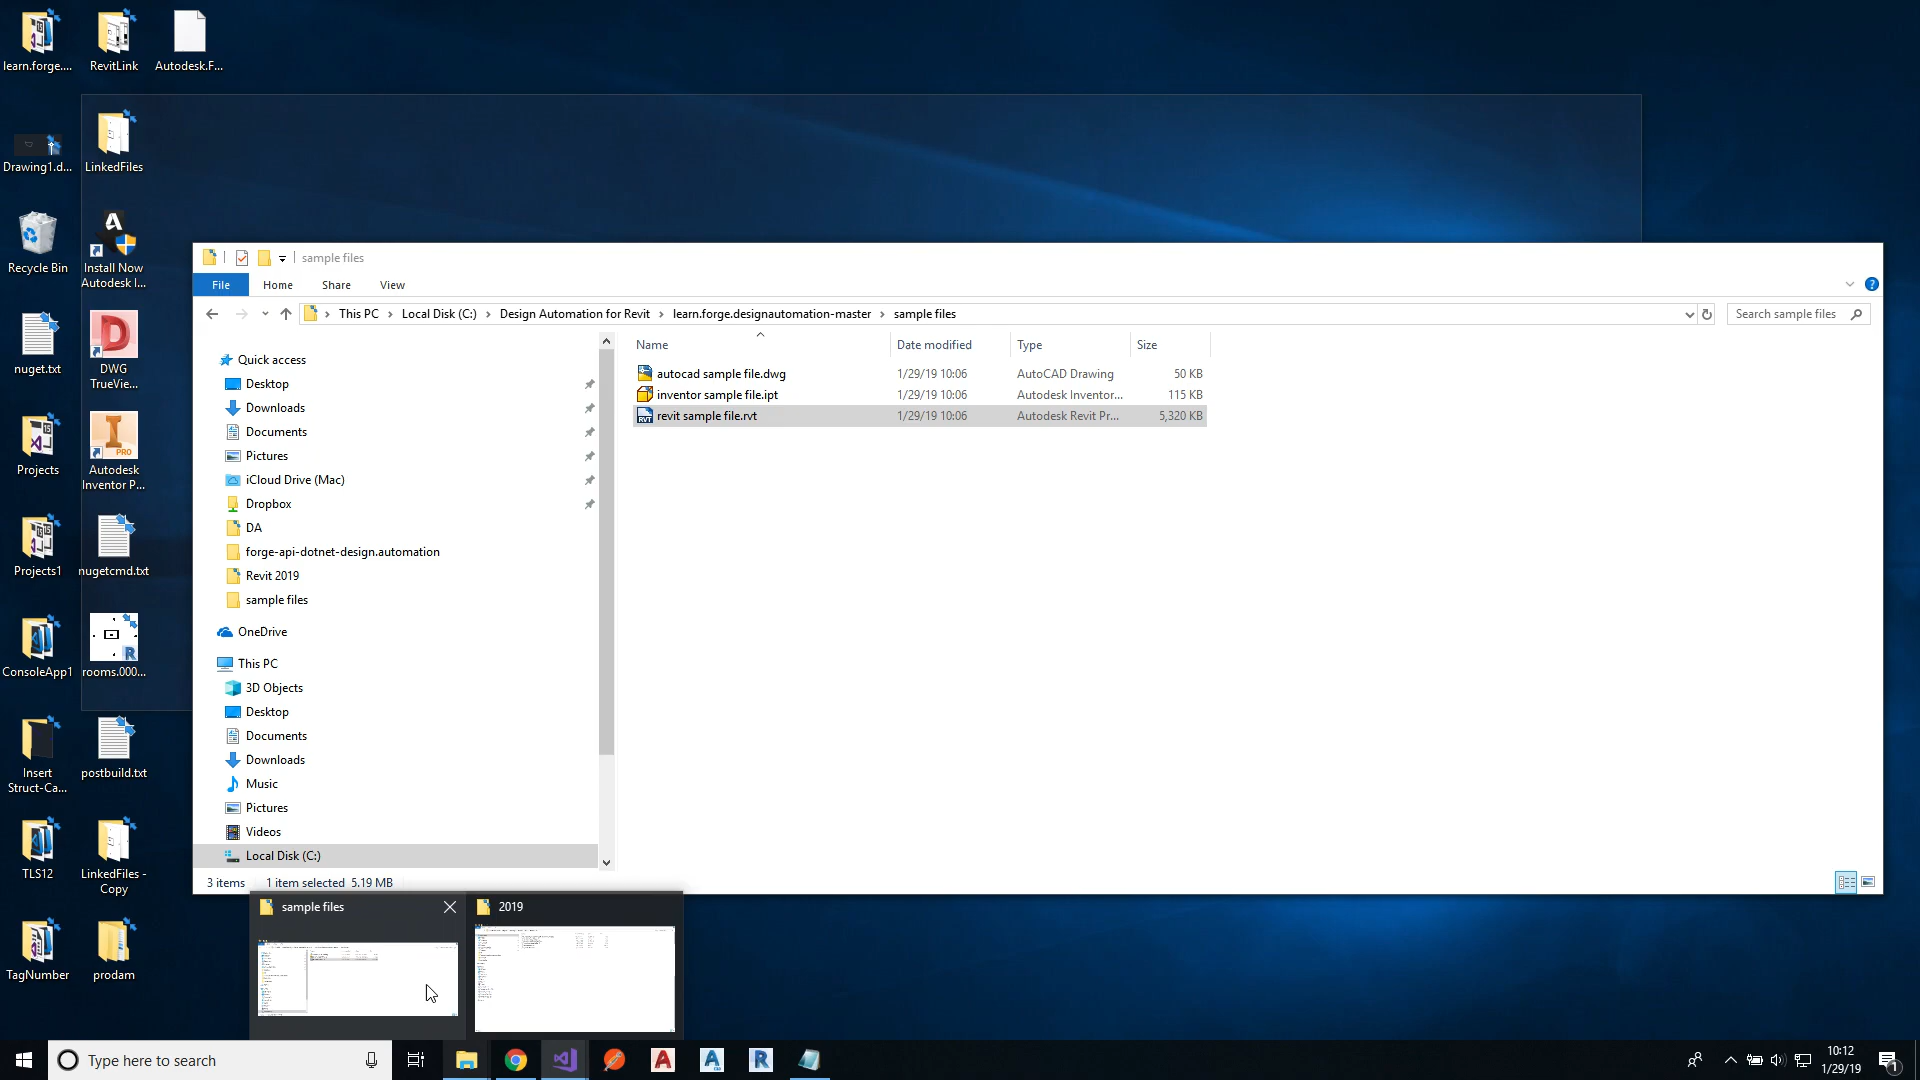 learn.forge....
RevitLink
Autodesk.F...
Drawing1.d...
LinkedFiles
Recycle Bin
Install Now
Autodesk I...
nuget.txt
DWG
TrueVie...
Projects
Autodesk
Inventor P...
Projects1
nugetcmd.txt
ConsoleApp1
rooms.000...
Insert
Struct-Ca...
postbuild.txt
TLS12
LinkedFiles -
Copy
TagNumber
prodam
sample files
File
Home
Share
View
This PC
Local Disk (C:)
Design Automation for Revit
learn.forge.designautomation-master
sample files
Search sample files
Quick access
Desktop
Downloads
Documents
Pictures
iCloud Drive (Mac)
Dropbox
DA
forge-api-dotnet-design.automation
Revit 2019
sample files
OneDrive
This PC
3D Objects
Desktop
Documents
Downloads
Music
Pictures
Videos
Local Disk (C:)
Name Date modified Type Size
autocad sample file.dwg 1/29/19 10:06 AutoCAD Drawing 50 KB
inventor sample file.ipt 1/29/19 10:06 Autodesk Inventor... 115 KB
revit sample file.rvt 1/29/19 10:06 Autodesk Revit Pr... 5,320 KB
3 items 1 item selected 5.19 MB
sample files
2019
Type here to search
10:12
1/29/19